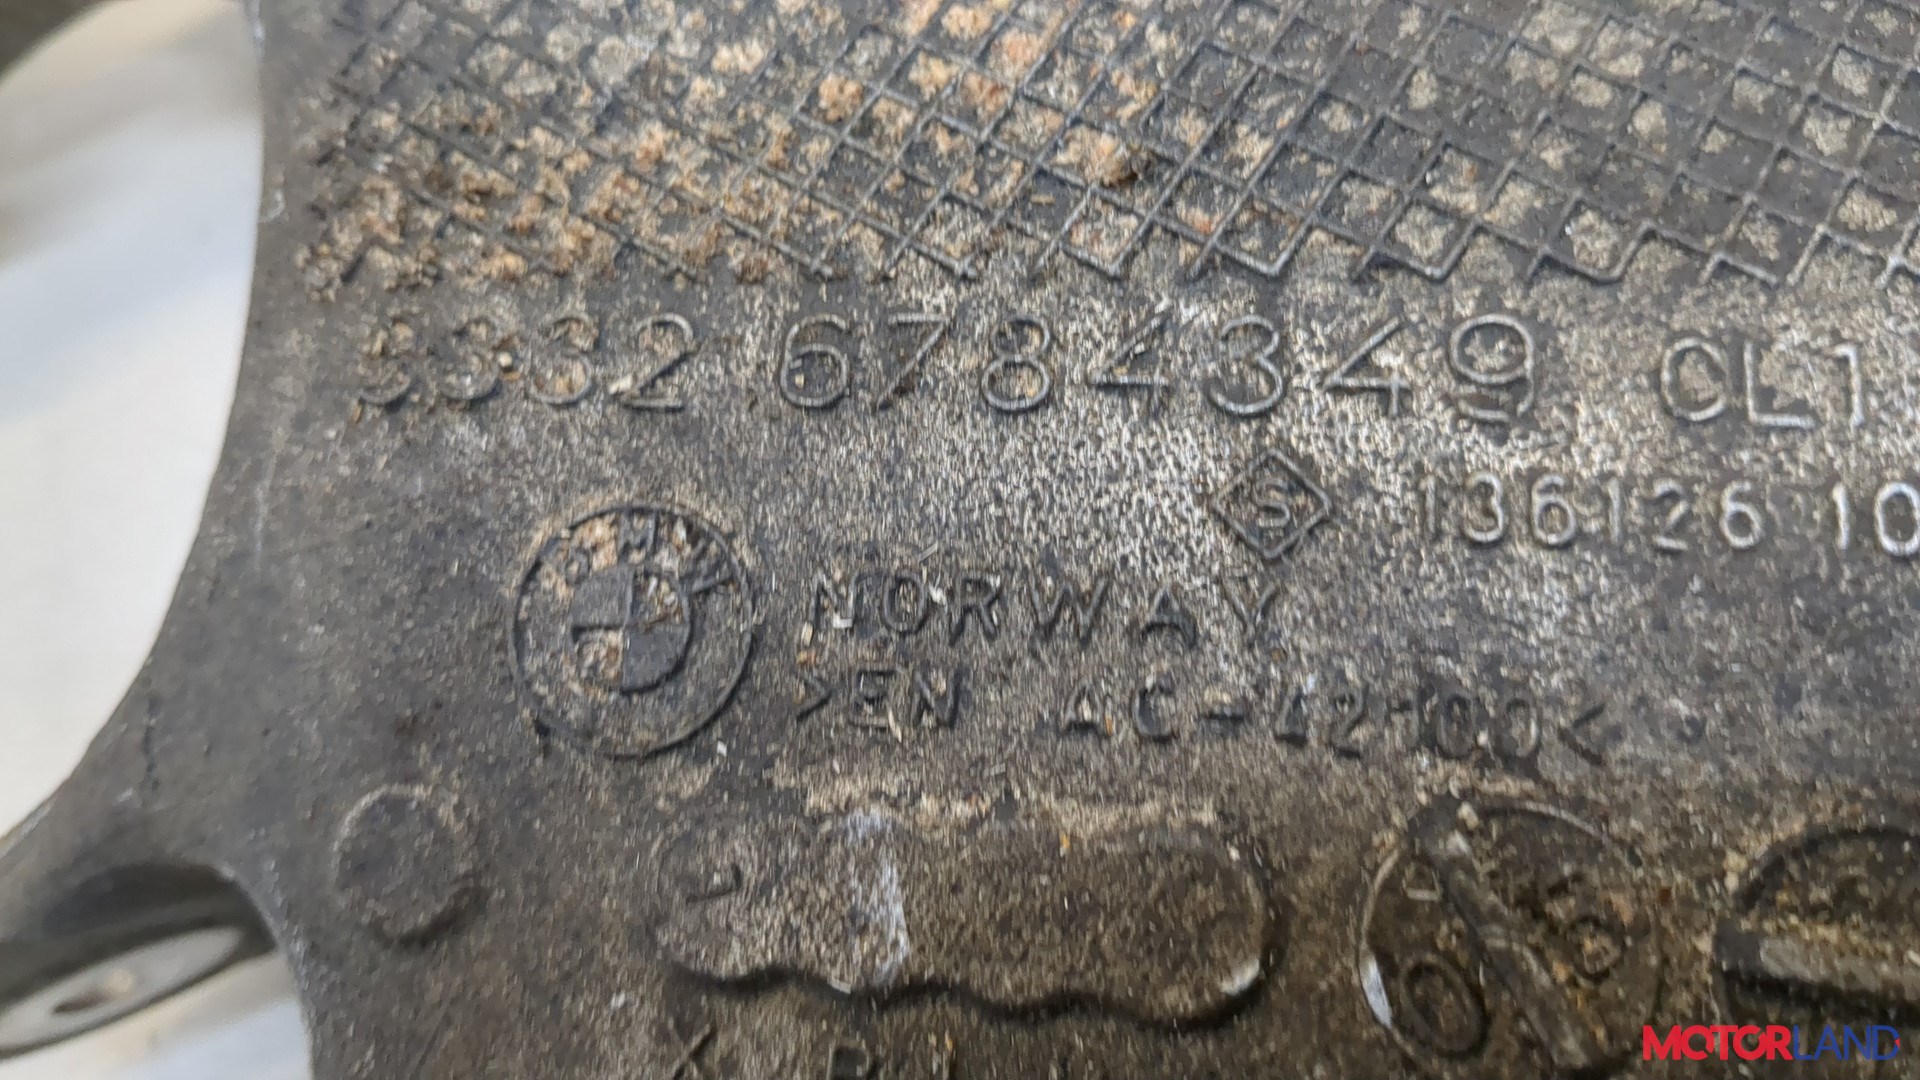 3332 6784349 CL1
S 136126 10
BMW
NORWAY
>EN AC-42100<
MOTORLAND